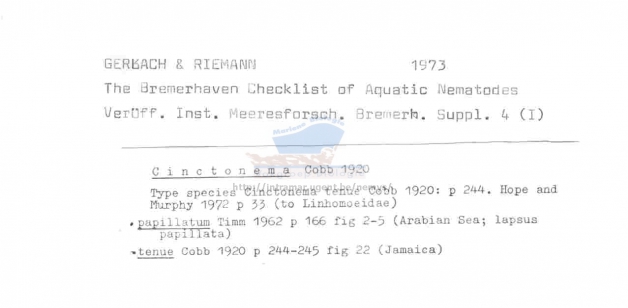 GERLACH & RIEMANN 1973
The Bremerhaven Checklist of Aquatic Nematodes
Veröff. Inst. Meeresforsch. Bremerh. Suppl. 4 (I)
Cinctonema Cobb 1920
Type species Cinctonema tenue Cobb 1920: p 244. Hope and
Murphy 1972 p 33 (to Linhomoeidae)
• papillatum Timm 1962 p 166 fig 2-5 (Arabian Sea; lapsus
papillata)
• tenue Cobb 1920 p 244-245 fig 22 (Jamaica)